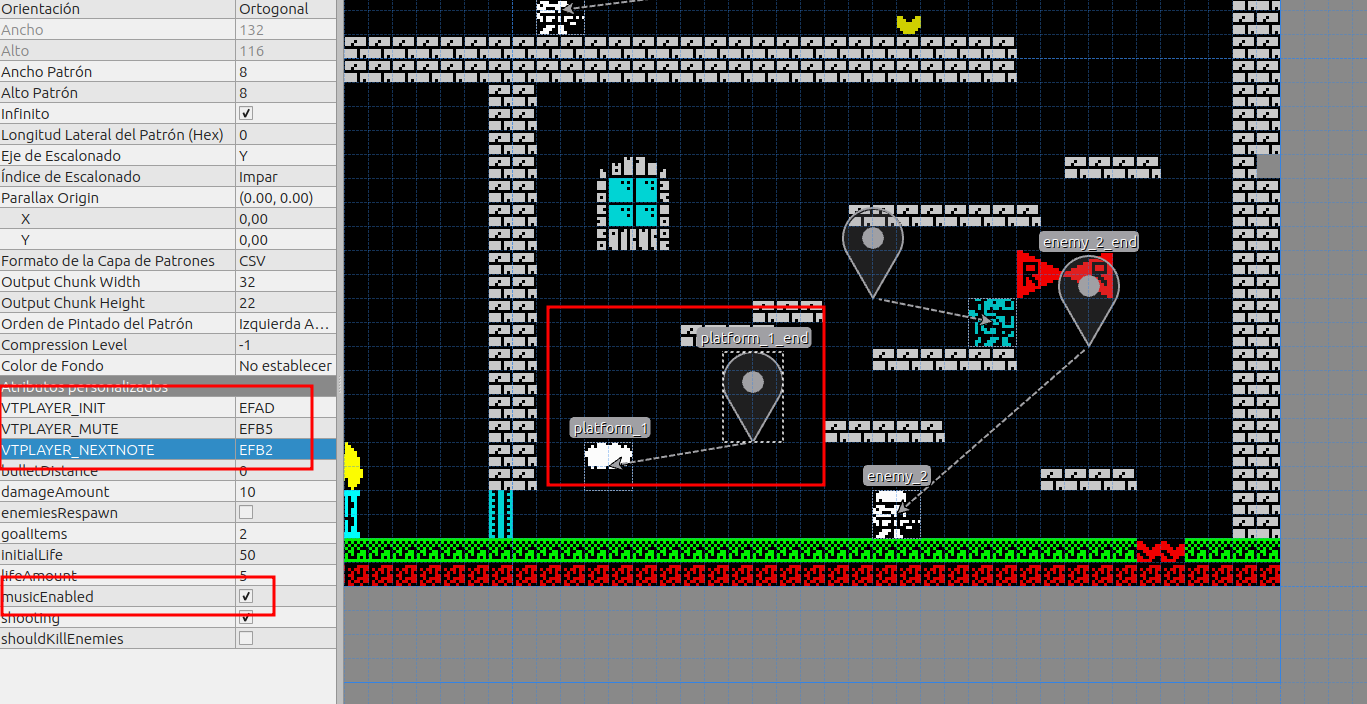 Orientación Ortogonal
Ancho 132
Alto 116
Ancho Patrón 8
Alto Patrón 8
Infinito
Longitud Lateral del Patrón (Hex) 0
Eje de Escalonado Y
Índice de Escalonado Impar
Parallax Origin (0.00, 0.00)
X 0,00
Y 0,00
Formato de la Capa de Patrones CSV
Output Chunk Width 32
Output Chunk Height 22
Orden de Pintado del Patrón Izquierda A...
Compression Level -1
Color de Fondo No establecer
Atributos personalizados
VTPLAYER_INIT EFAD
VTPLAYER_MUTE EFB5
VTPLAYER_NEXTNOTE EFB2
bulletDistance 0
damageAmount 10
enemiesRespawn
goalItems 2
initialLife 50
lifeAmount 5
musicEnabled
shooting
shouldKillEnemies
enemy_2_end
platform_1_end
platform_1
enemy_2